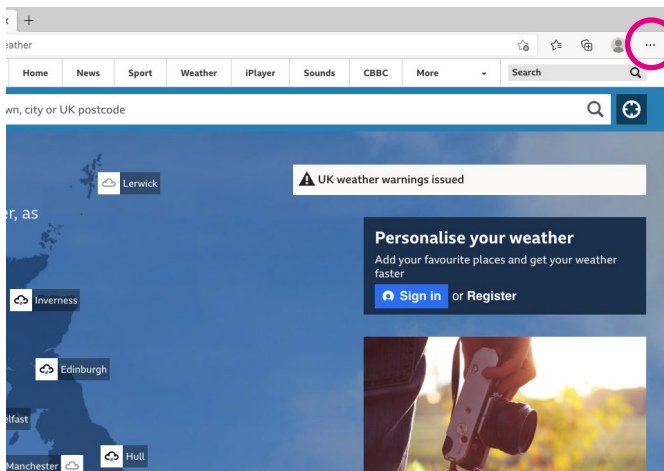 eather
Home News Sport Weather iPlayer Sounds CBBC More Search
wn, city or UK postcode
Lerwick
UK weather warnings issued
er, as
Personalise your weather
Add your favourite places and get your weather
faster
Sign in or Register
Inverness
Edinburgh
elfast
Hull
Manchester